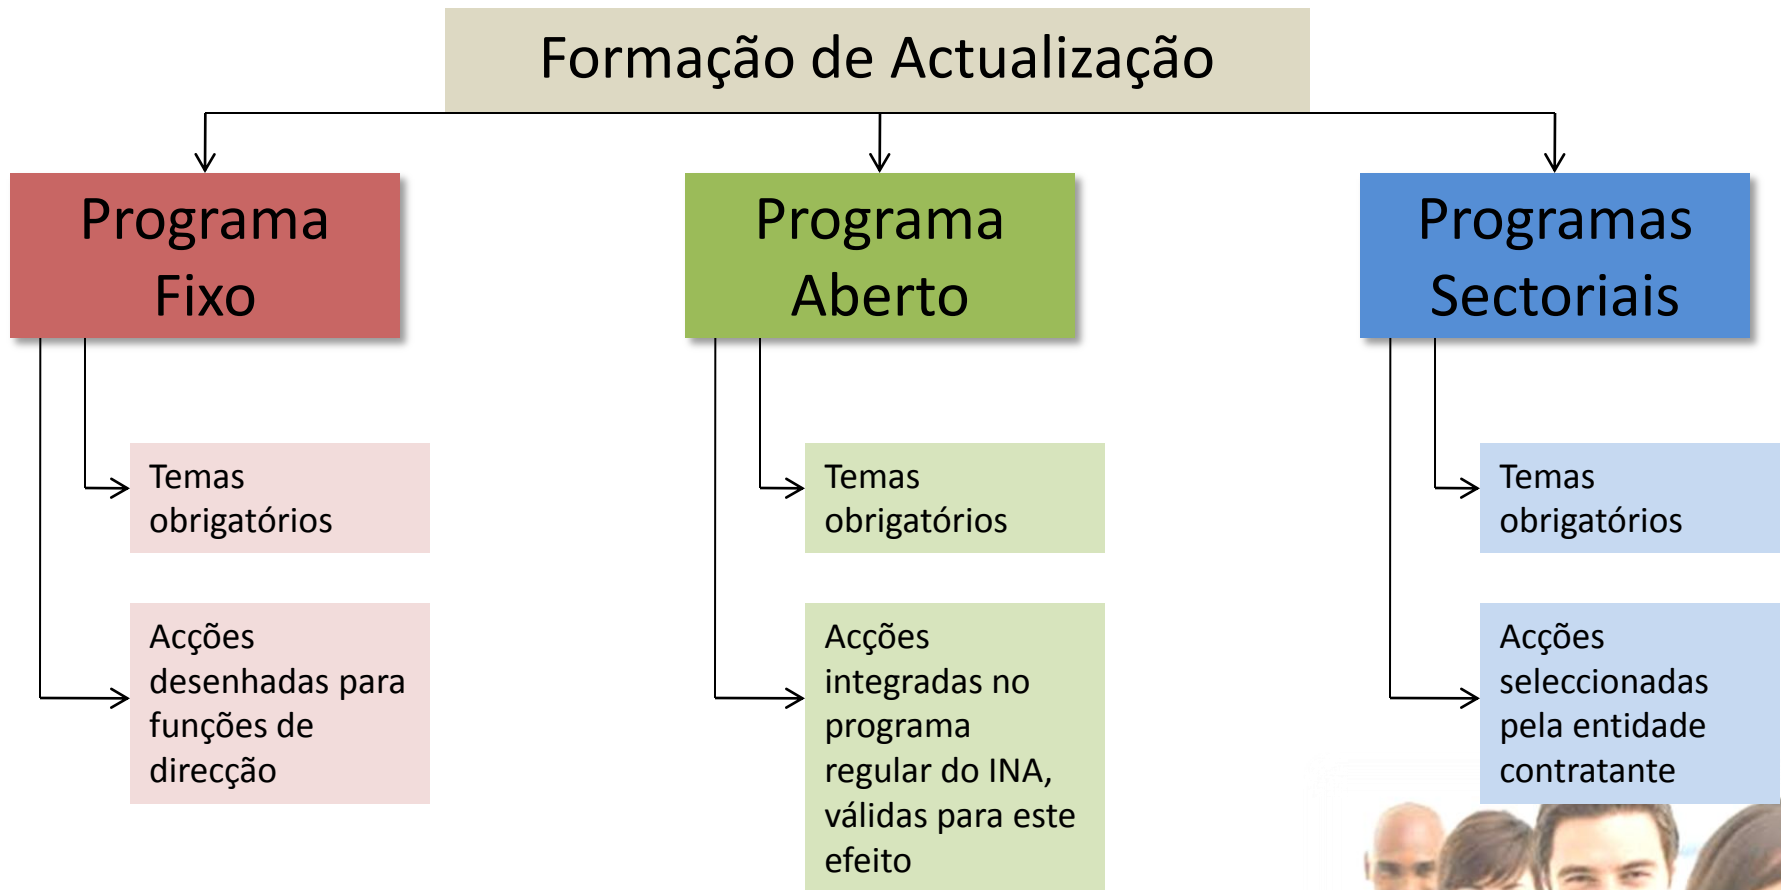 Formação de Actualização
Programa
Fixo
Temas
obrigatórios
Acções
desenhadas para
funções de
direcção
Programa
Aberto
Temas
obrigatórios
Acções
integradas no
programa
regular do INA,
válidas para este
efeito
Programas
Sectoriais
Temas
obrigatórios
Acções
seleccionadas
pela entidade
contratante